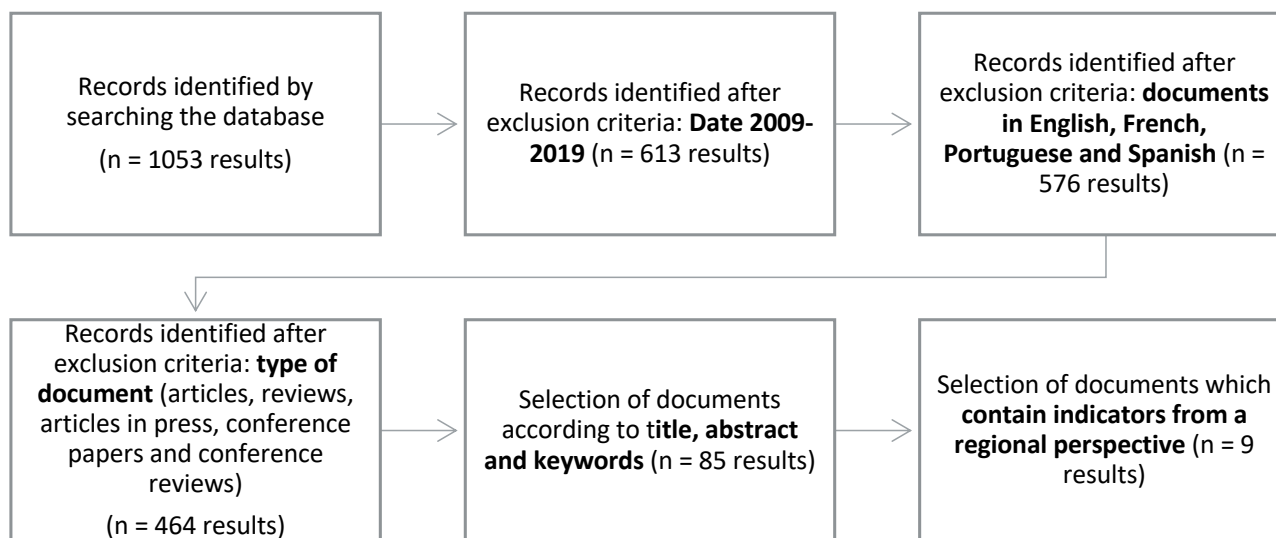 Records identified by
searching the database
(n = 1053 results)
Records identified after
exclusion criteria: Date 2009-
2019 (n = 613 results)
Records identified after
exclusion criteria: documents
in English, French,
Portuguese and Spanish (n =
576 results)
Records identified after
exclusion criteria: type of
document (articles, reviews,
articles in press, conference
papers and conference
reviews)
(n = 464 results)
Selection of documents
according to title, abstract
and keywords (n = 85 results)
Selection of documents which
contain indicators from a
regional perspective (n = 9
results)